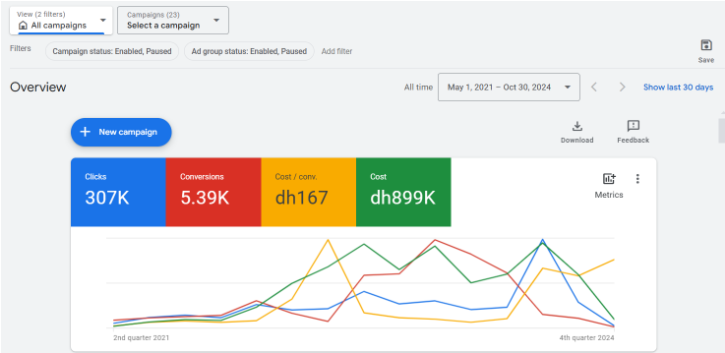 View (2 filters)
All campaigns
Campaigns (23)
Select a campaign
Filters
Campaign status: Enabled, Paused
Ad group status: Enabled, Paused
Add filter
Save
Overview
All time
May 1, 2021 – Oct 30, 2024
Show last 30 days
New campaign
Download
Feedback
Clicks
307K
Conversions
5.39K
Cost / conv.
dh167
Cost
dh899K
Metrics
2nd quarter 2021
4th quarter 2024